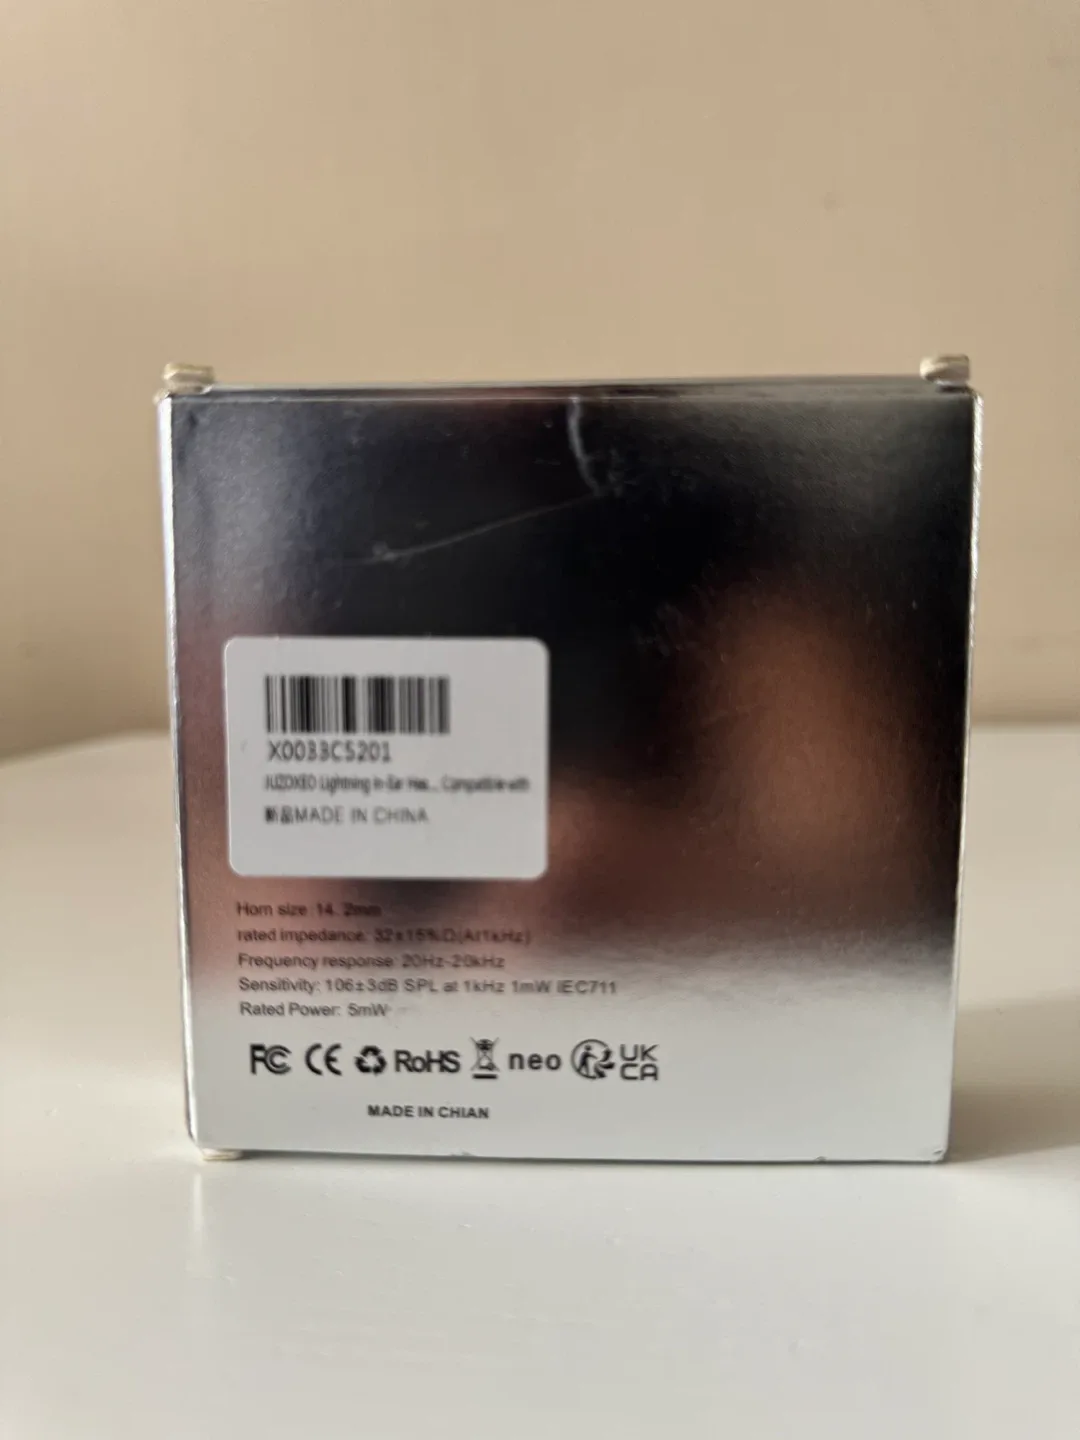 X0033C5201
JUZOXEO Lightning In-Ear Hea... Compatible with
新品MADE IN CHINA
Horn size: 14. 2mm
rated impedance: 32±15%Ω(At1kHz)
Frequency response: 20Hz-20kHz
Sensitivity: 106±3dB SPL at 1kHz 1mW IEC711
Rated Power: 5mW
FC CE RoHS neo UK CA
MADE IN CHIAN